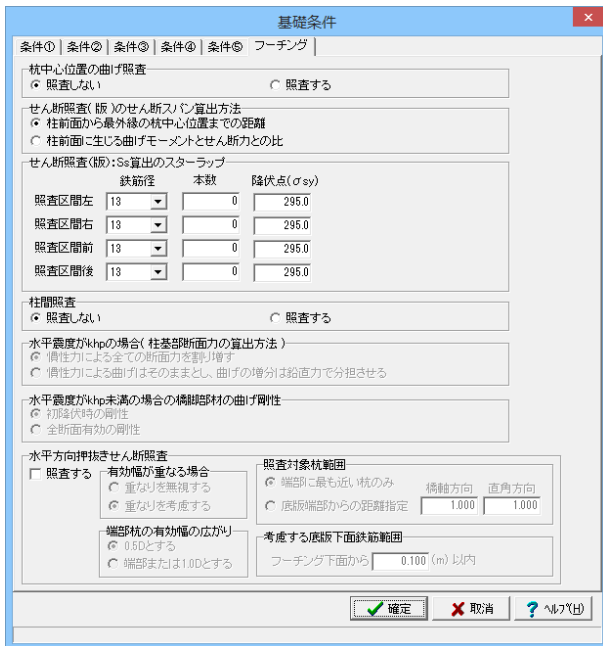 基礎条件
条件① 条件② 条件③ 条件④ 条件⑤ フーチング
杭中心位置の曲げ照査
照査しない 照査する
せん断照査(版)のせん断スパン算出方法
柱前面から最外縁の杭中心位置までの距離
柱前面に生じる曲げモーメントとせん断力との比
せん断照査(版):Ss算出のスターラップ
鉄筋径 本数 降伏点(σsy)
照査区間左 13 0 295.0
照査区間右 13 0 295.0
照査区間前 13 0 295.0
照査区間後 13 0 295.0
柱間照査
照査しない 照査する
水平震度がkhpの場合(柱基部断面力の算出方法)
慣性力による全ての断面力を割り増す
慣性力による曲げはそのままとし、曲げの増分は鉛直力で分担させる
水平震度がkhp未満の場合の橋脚部材の曲げ剛性
初降伏時の剛性
全断面有効の剛性
水平方向押抜きせん断照査
照査する
有効幅が重なる場合
重なりを無視する
重なりを考慮する
端部杭の有効幅の広がり
0.5Dとする
端部または1.0Dとする
照査対象杭範囲
端部に最も近い杭のみ 橋軸方向 直角方向
底版端部からの距離指定 1.000 1.000
考慮する底版下面鉄筋範囲
フーチング下面から 0.100 (m)以内
確定 取消 ? ヘルプ(H)